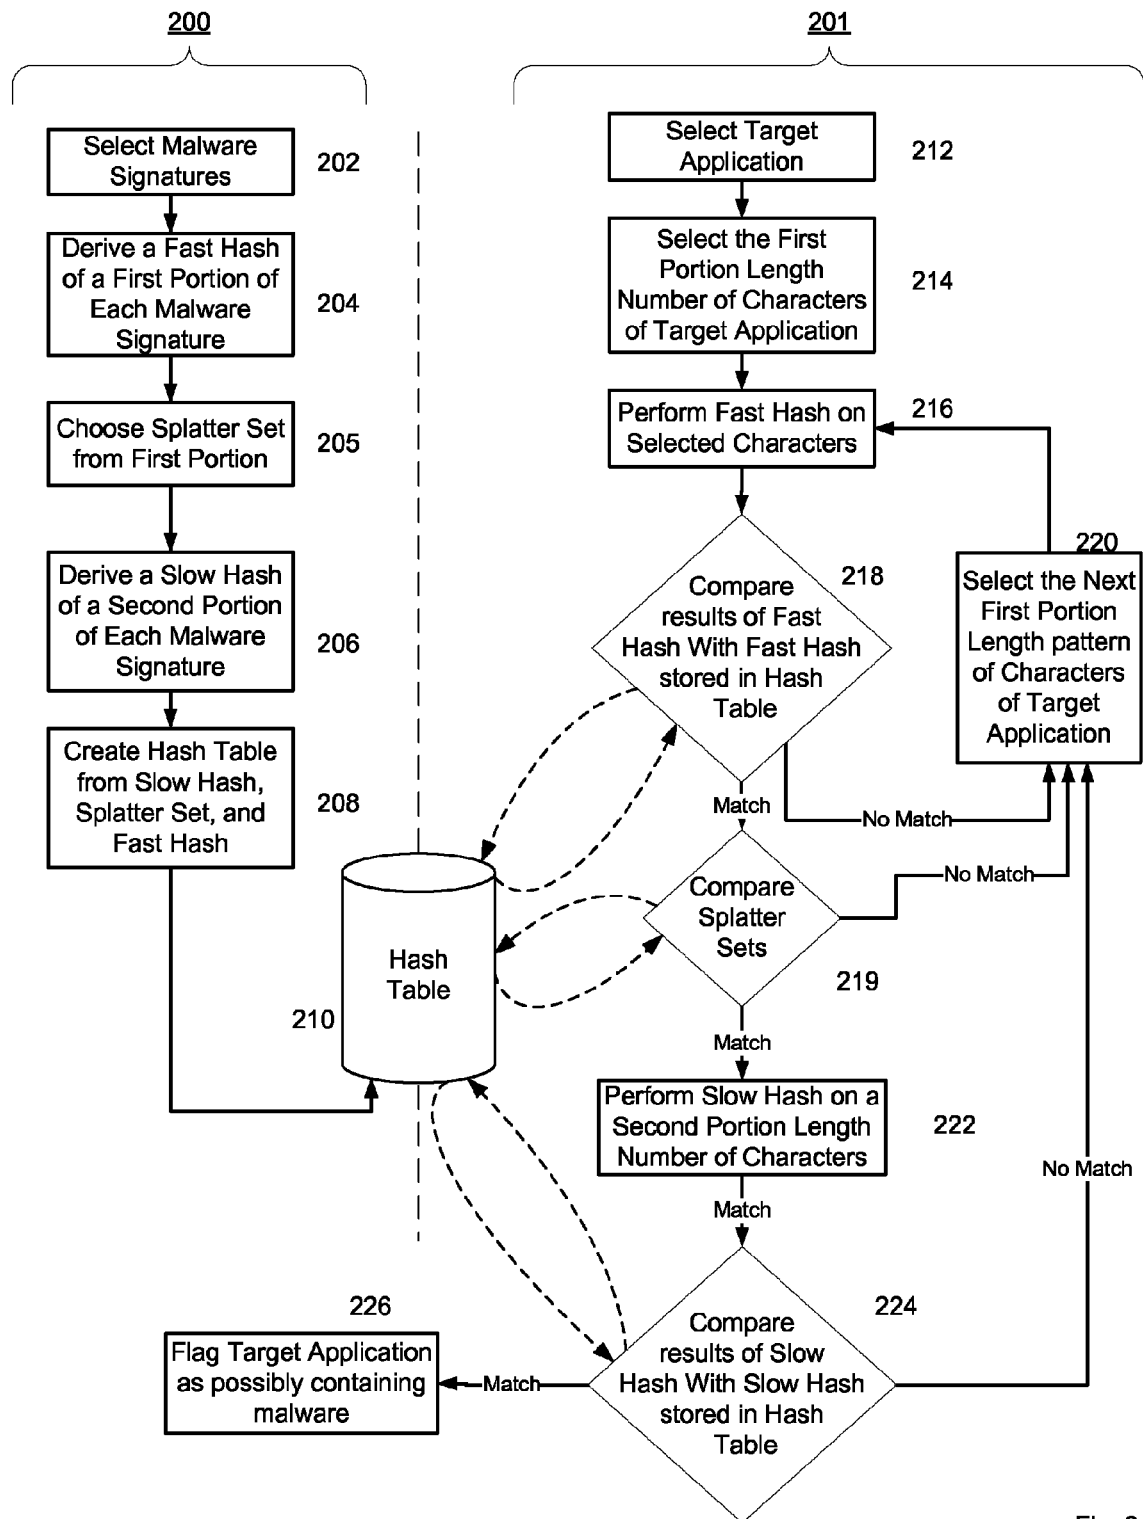 200
201
Select Malware
Signatures
202
Derive a Fast Hash
of a First Portion of
Each Malware
Signature
204
Choose Splatter Set
from First Portion
205
Derive a Slow Hash
of a Second Portion
of Each Malware
Signature
206
Create Hash Table
from Slow Hash,
Splatter Set, and
Fast Hash
208
Hash
Table
210
Select Target
Application
212
Select the First
Portion Length
Number of Characters
of Target Application
214
Perform Fast Hash on
Selected Characters
216
Compare
results of Fast
Hash With Fast Hash
stored in Hash
Table
218
220
Select the Next
First Portion
Length pattern
of Characters
of Target
Application
Match
No Match
Compare
Splatter
Sets
219
No Match
Match
Perform Slow Hash on a
Second Portion Length
Number of Characters
222
Match
No Match
Compare
results of Slow
Hash With Slow Hash
stored in Hash
Table
224
Match
226
Flag Target Application
as possibly containing
malware